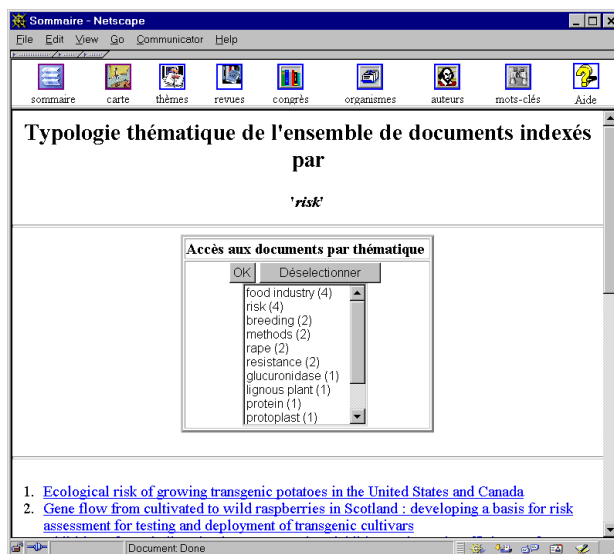 Sommaire - Netscape
File Edit View Go Communicator Help
sommaire carte thèmes revues congrès organismes auteurs mots-clés Aide
Typologie thématique de l'ensemble de documents indexés
par
'risk'
Accès aux documents par thématique
OK Déselectionner
food industry (4)
risk (4)
breeding (2)
methods (2)
rape (2)
resistance (2)
glucuronidase (1)
lignous plant (1)
protein (1)
protoplast (1)
1. Ecological risk of growing transgenic potatoes in the United States and Canada
2. Gene flow from cultivated to wild raspberries in Scotland : developing a basis for risk
assessment for testing and deployment of transgenic cultivars
Document Done